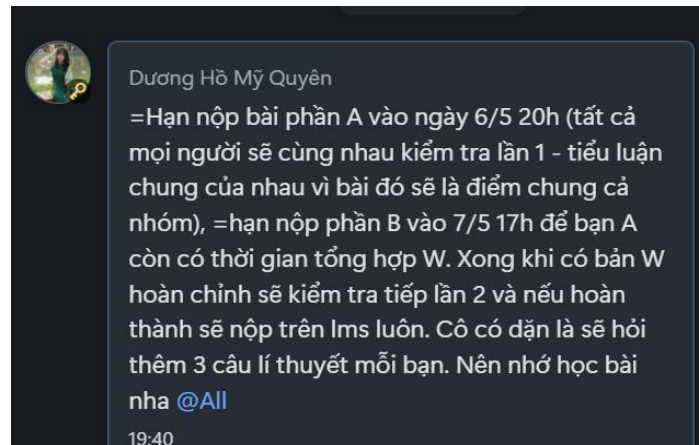 Dương Hồ Mỹ Quyên
=Hạn nộp bài phần A vào ngày 6/5 20h (tất cả
mọi người sẽ cùng nhau kiểm tra lần 1 - tiểu luận
chung của nhau vì bài đó sẽ là điểm chung cả
nhóm), =hạn nộp phần B vào 7/5 17h để bạn A
còn có thời gian tổng hợp W. Xong khi có bản W
hoàn chỉnh sẽ kiểm tra tiếp lần 2 và nếu hoàn
thành sẽ nộp trên lms luôn. Cô có dặn là sẽ hỏi
thêm 3 câu lí thuyết mỗi bạn. Nên nhớ học bài
nha @All
19:40